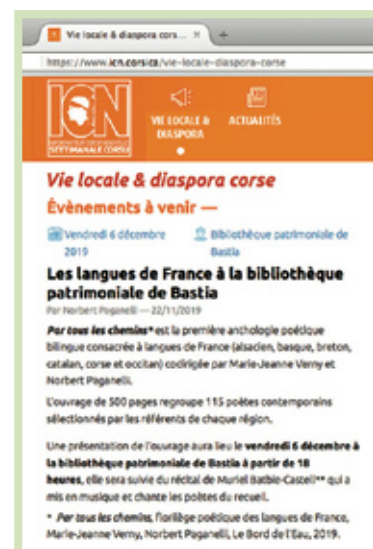 Vie locale & diaspora cors... ×
https://www.icn.corsica/vie-locale-diaspora-corse
ICN
INFORMATEUR CORSE NOUVELLE
SETTIMANALE CORSU
VIE LOCALE &
DIASPORA
ACTUALITÉS
Vie locale & diaspora corse
Évènements à venir —
Vendredi 6 décembre
2019
Bibliothèque patrimoniale de
Bastia
Les langues de France à la bibliothèque
patrimoniale de Bastia
Par Norbert Paganelli — 22/11/2019
Par tous les chemins* est la première anthologie poétique
bilingue consacrée à langues de France (alsacien, basque, breton,
catalan, corse et occitan) codirigée par Marie-Jeanne Verny et
Norbert Paganelli.
L'ouvrage de 500 pages regroupe 115 poètes contemporains
sélectionnés par les référents de chaque région.
Une présentation de l'ouvrage aura lieu le vendredi 6 décembre à
la bibliothèque patrimoniale de Bastia à partir de 18
heures, elle sera suivie du récital de Muriel Batbie-Castell** qui a
mis en musique et chante les poètes du recueil.
* Par tous les chemins, florilège poétique des langues de France,
Marie-Jeanne Verny, Norbert Paganelli, Le Bord de l'Eau, 2019.